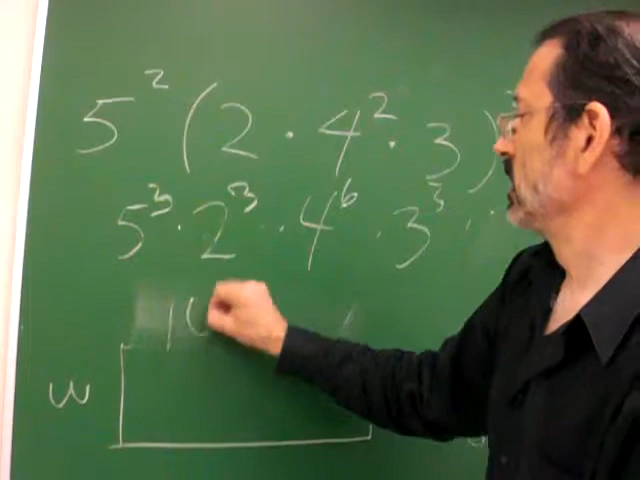 5² (2 · 4² · 3)
5³ · 2³ · 4⁶ · 3³ ·
10
w